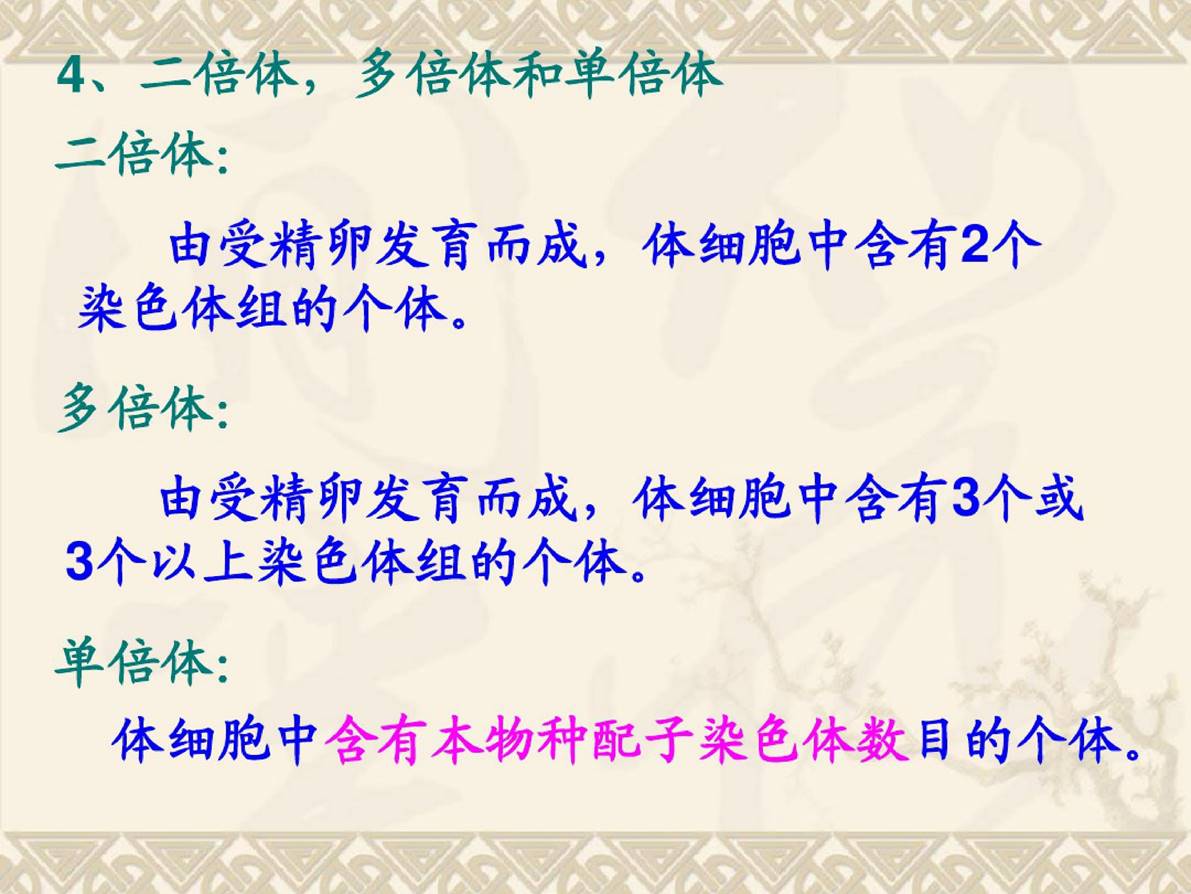 4、二倍体，多倍体和单倍体
二倍体：
由受精卵发育而成，体细胞中含有2个
染色体组的个体。
多倍体：
由受精卵发育而成，体细胞中含有3个或
3个以上染色体组的个体。
单倍体：
体细胞中含有本物种配子染色体数目的个体。